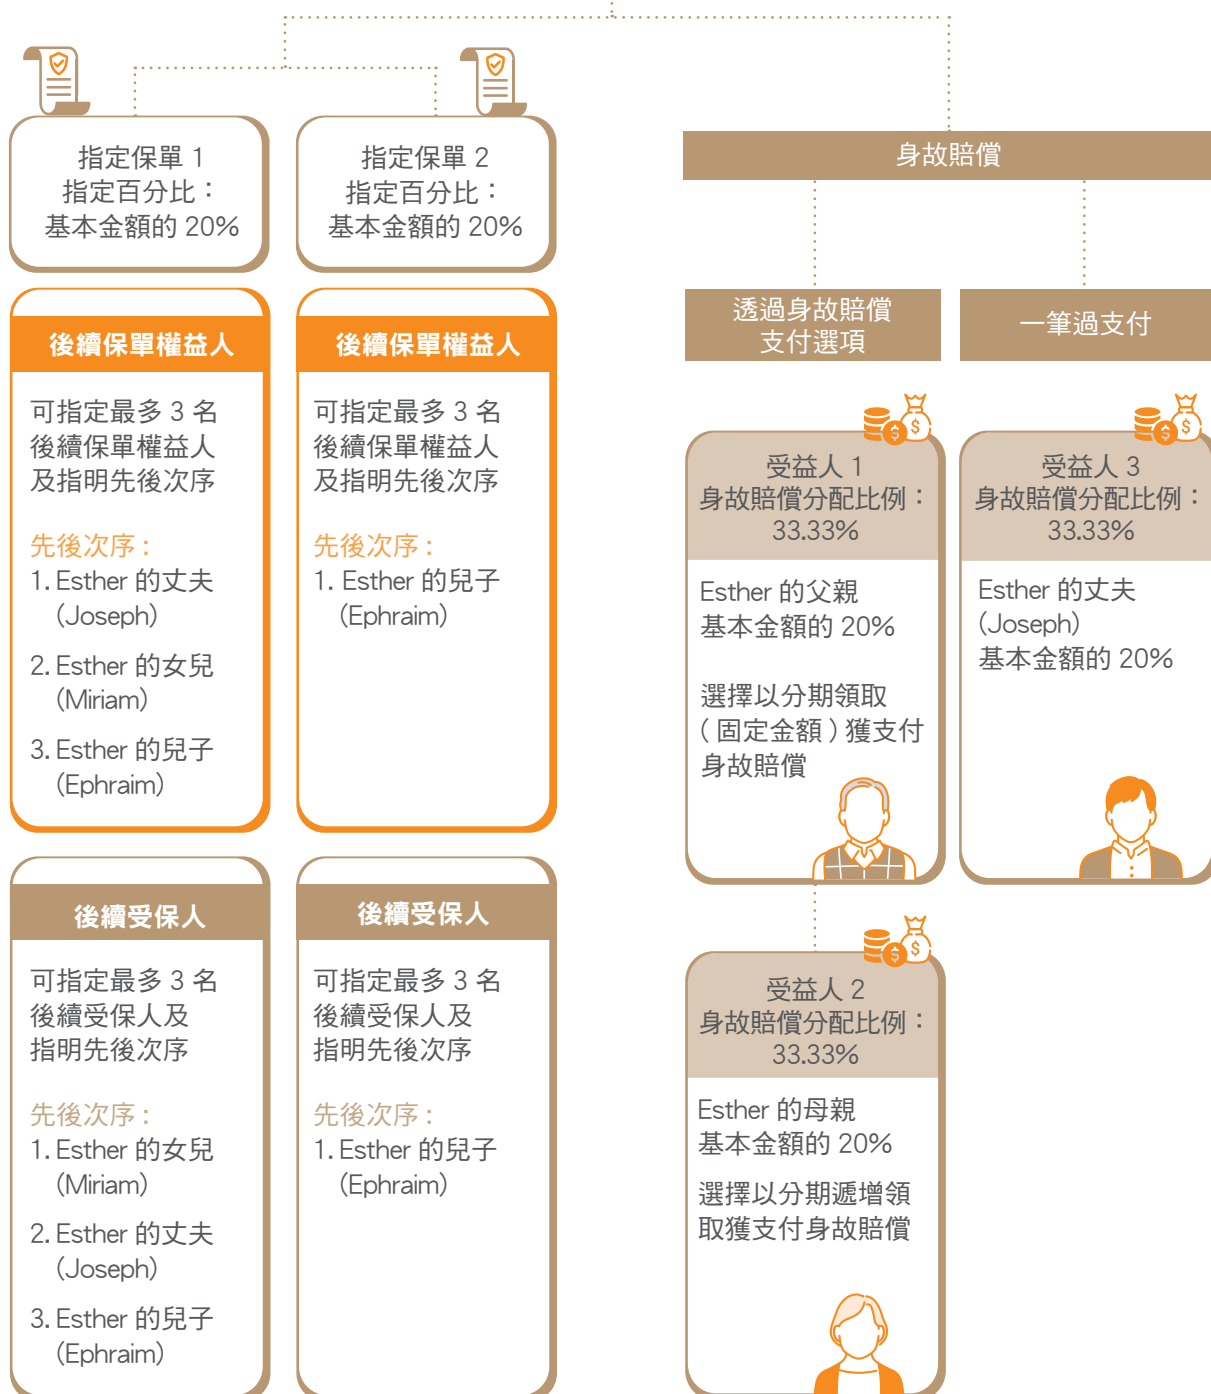 指定保單 1
指定百分比：
基本金額的 20%
指定保單 2
指定百分比：
基本金額的 20%
後續保單權益人
可指定最多 3 名
後續保單權益人
及指明先後次序
先後次序 :
1. Esther 的丈夫
(Joseph)
2. Esther 的女兒
(Miriam)
3. Esther 的兒子
(Ephraim)
後續保單權益人
可指定最多 3 名
後續保單權益人
及指明先後次序
先後次序 :
1. Esther 的兒子
(Ephraim)
後續受保人
可指定最多 3 名
後續受保人及
指明先後次序
先後次序 :
1. Esther 的女兒
(Miriam)
2. Esther 的丈夫
(Joseph)
3. Esther 的兒子
(Ephraim)
後續受保人
可指定最多 3 名
後續受保人及
指明先後次序
先後次序 :
1. Esther 的兒子
(Ephraim)
身故賠償
透過身故賠償
支付選項
受益人 1
身故賠償分配比例：
33.33%
Esther 的父親
基本金額的 20%
選擇以分期領取
( 固定金額 ) 獲支付
身故賠償
受益人 2
身故賠償分配比例：
33.33%
Esther 的母親
基本金額的 20%
選擇以分期遞增領
取獲支付身故賠償
一筆過支付
受益人 3
身故賠償分配比例：
33.33%
Esther 的丈夫
(Joseph)
基本金額的 20%